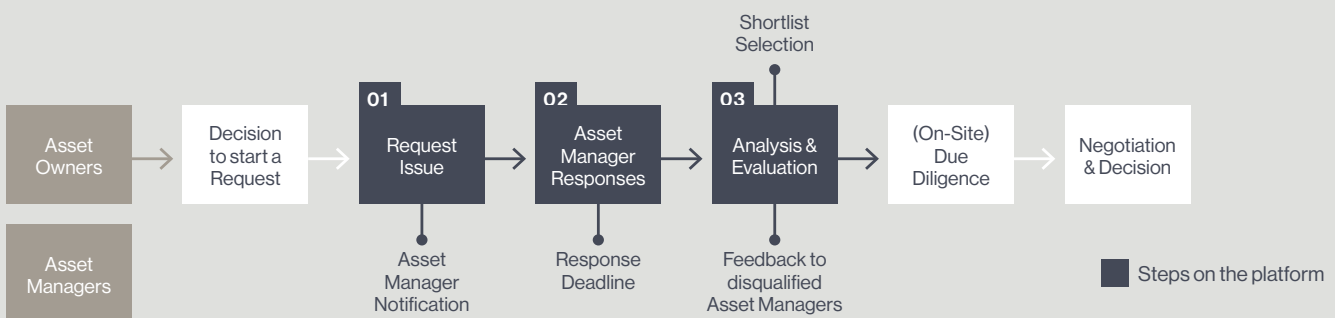 Shortlist
Selection
01
02
03
Asset
Owners
Decision
to start a
Request
Request
Issue
Asset
Manager
Responses
Analysis &
Evaluation
(On-Site)
Due
Diligence
Negotiation
& Decision
Asset
Managers
Asset
Manager
Notification
Response
Deadline
Feedback to
disqualified
Asset Managers
Steps on the platform